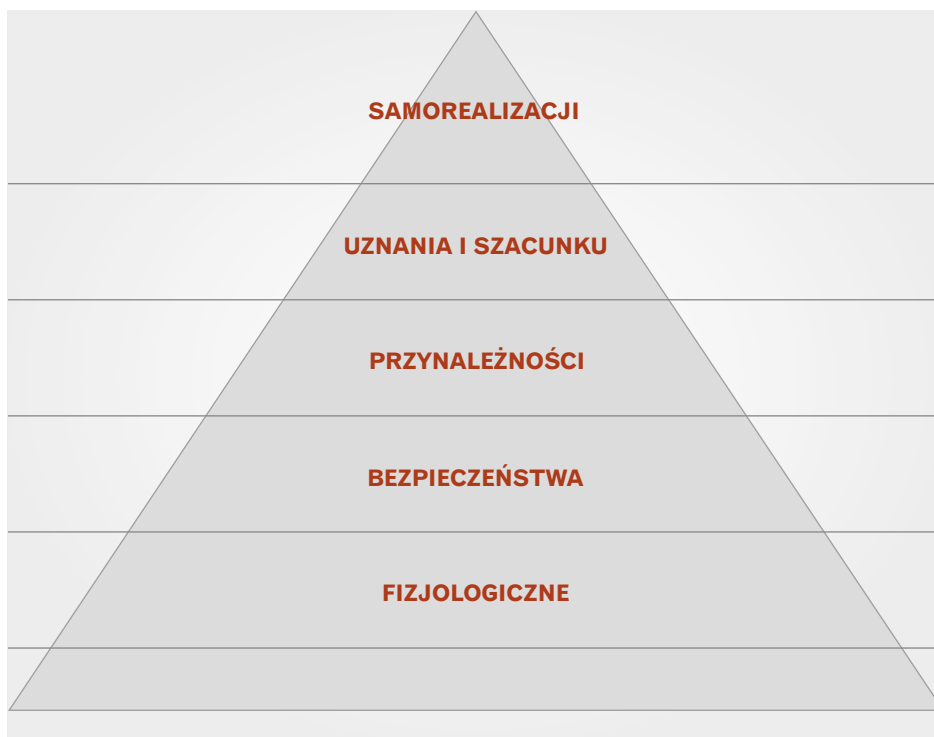 SAMOREALIZACJI
UZNANIA I SZACUNKU
PRZYNALEŻNOŚCI
BEZPIECZEŃSTWA
FIZJOLOGICZNE